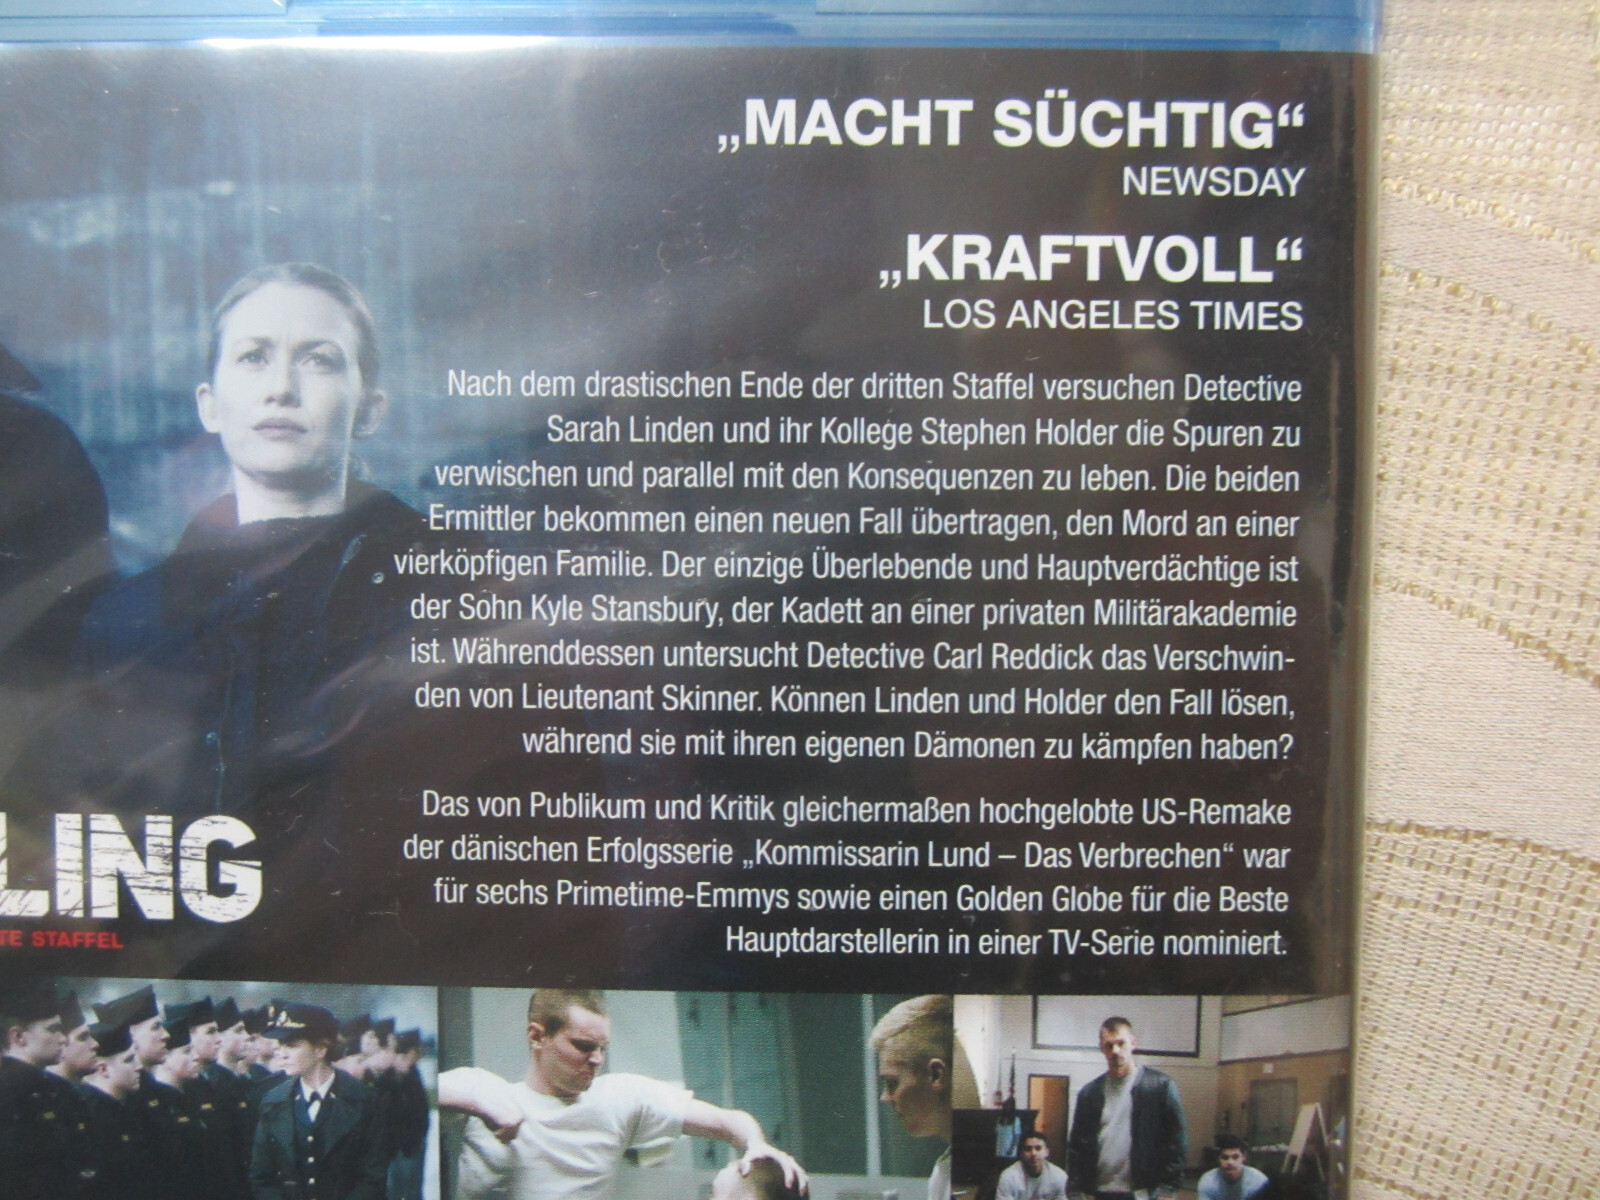 „MACHT SÜCHTIG“
NEWSDAY
„KRAFTVOLL“
LOS ANGELES TIMES
Nach dem drastischen Ende der dritten Staffel versuchen Detective
Sarah Linden und ihr Kollege Stephen Holder die Spuren zu
verwischen und parallel mit den Konsequenzen zu leben. Die beiden
Ermittler bekommen einen neuen Fall übertragen, den Mord an einer
vierköpfigen Familie. Der einzige Überlebende und Hauptverdächtige ist
der Sohn Kyle Stansbury, der Kadett an einer privaten Militärakademie
ist. Währenddessen untersucht Detective Carl Reddick das Verschwin-
den von Lieutenant Skinner. Können Linden und Holder den Fall lösen,
während sie mit ihren eigenen Dämonen zu kämpfen haben?
Das von Publikum und Kritik gleichermaßen hochgelobte US-Remake
der dänischen Erfolgsserie „Kommissarin Lund – Das Verbrechen“ war
für sechs Primetime-Emmys sowie einen Golden Globe für die Beste
Hauptdarstellerin in einer TV-Serie nominiert.
LING
TE STAFFEL